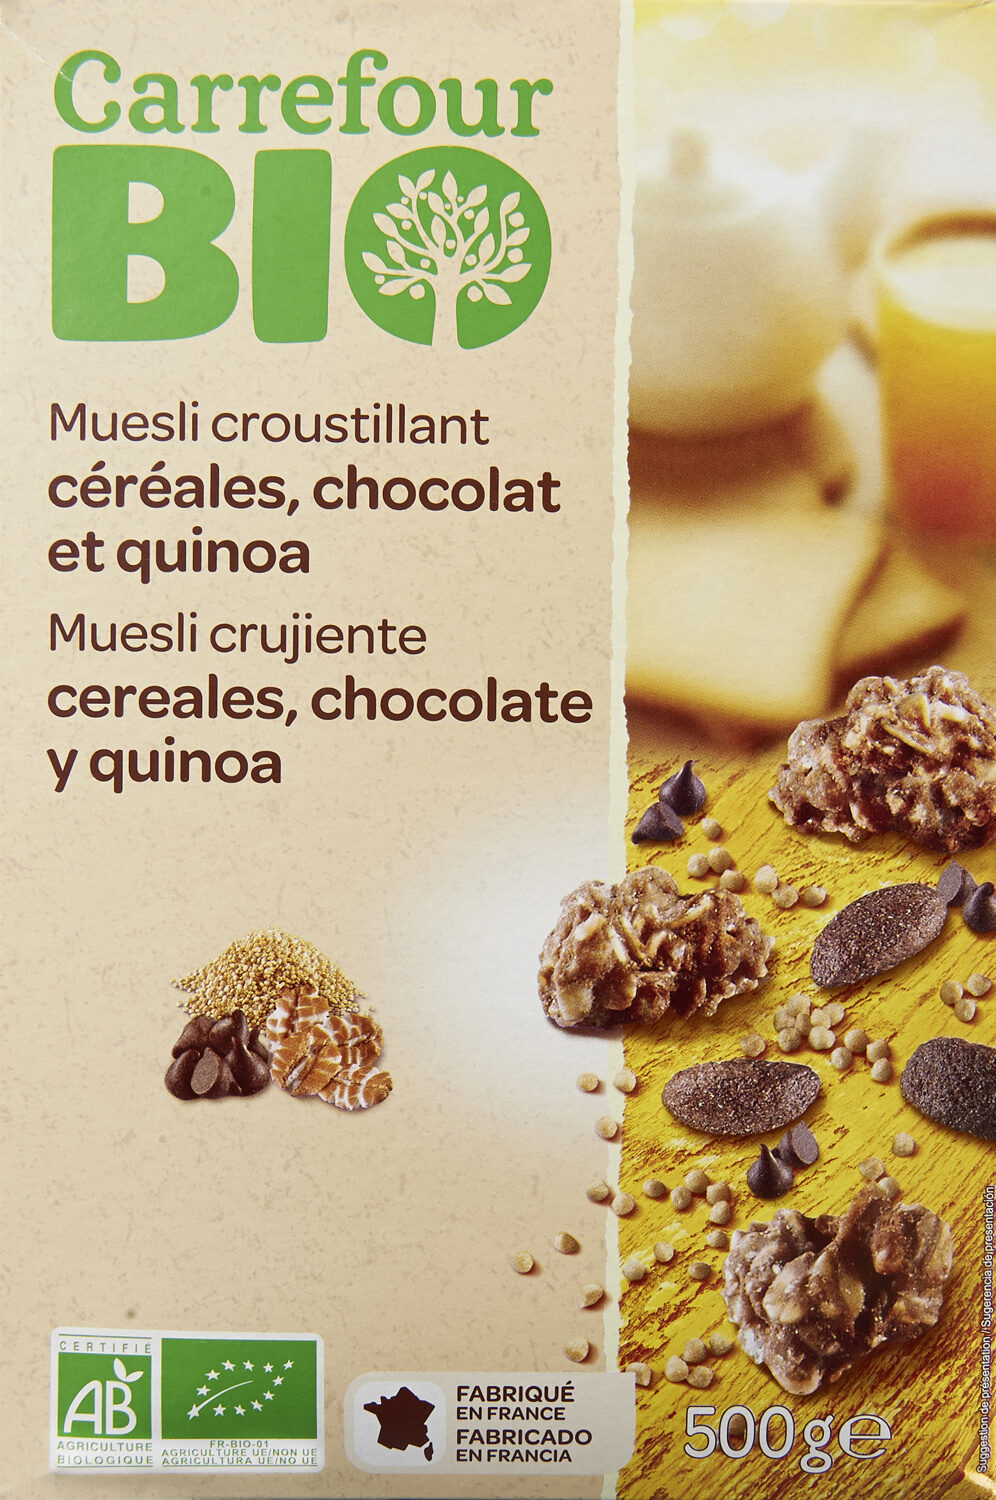 Carrefour
BIO
Muesli croustillant
céréales, chocolat
et quinoa
Muesli crujiente
cereales, chocolate
y quinoa
CERTIFIÉ
AB
AGRICULTURE
BIOLOGIQUE
FR-BIO-01
AGRICULTURE UE/NON UE
AGRICULTURA UE/NO UE
FABRIQUÉ
EN FRANCE
FABRICADO
EN FRANCIA
500g e
Suggestion de présentation / Sugerencia de presentación